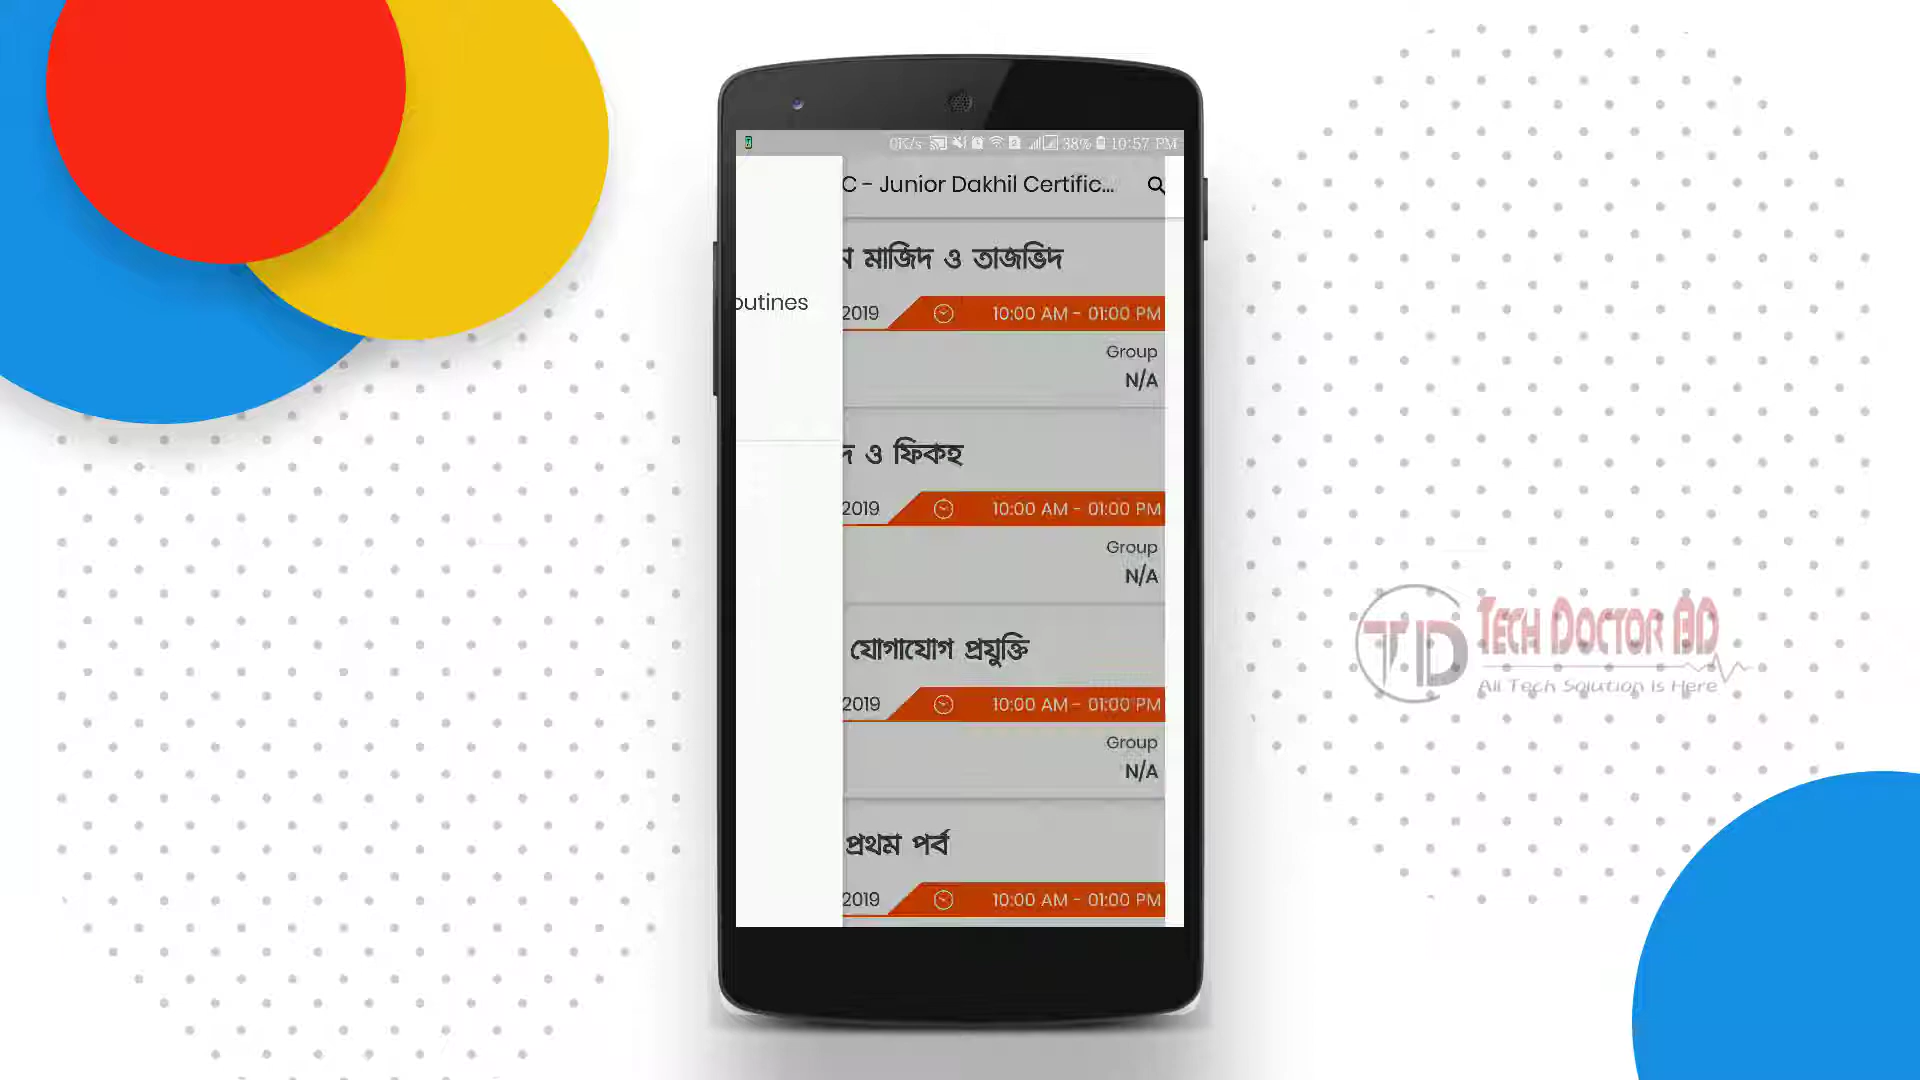 0K/s 38% 10:57 PM
C - Junior Dakhil Certific...
মাজিদ ও তাজভিদ
outines
2019 10:00 AM - 01:00 PM
Group
N/A
দ ও ফিকহ
2019 10:00 AM - 01:00 PM
Group
N/A
যোগাযোগ প্রযুক্তি
2019 10:00 AM - 01:00 PM
Group
N/A
প্রথম পর্ব
2019 10:00 AM - 01:00 PM
TD TECH DOCTOR BD
All Tech Solution Is Here